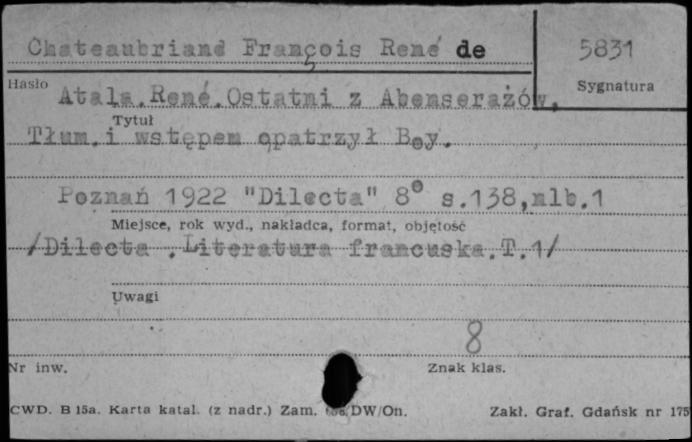 Chateaubriand François René de
5831
Hasło
Sygnatura
Atala.René.Ostatni z Abenserażów.
Tytuł
Tłum.i wstępem opatrzył Boy.
Poznań 1922 "Dilecta" 8° s.138,nlb.1
Miejsce, rok wyd., nakładca, format, objętość
/Dilecta .Literatura francuska.T.1/
Uwagi
8
Nr inw.
Znak klas.
CWD. B 15a. Karta katal. (z nadr.) Zam. DW/On.
Zakł. Graf. Gdańsk nr 175